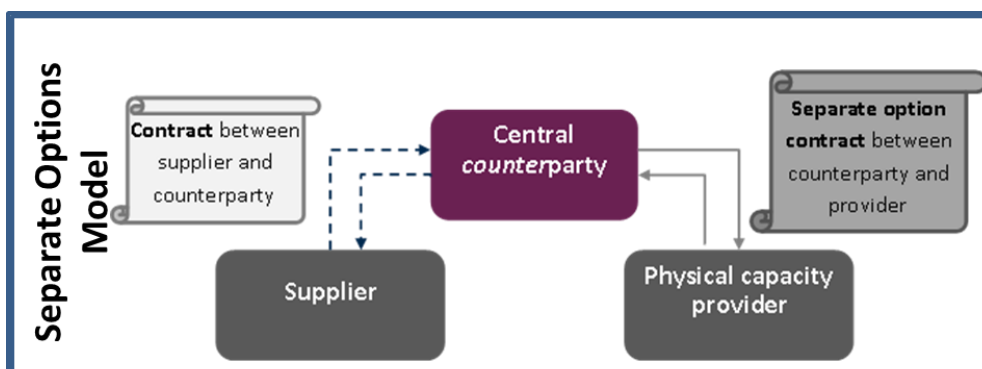 Separate Options
Model
Contract between
supplier and
counterparty
Central
counterparty
Separate option
contract between
counterparty and
provider
Supplier
Physical capacity
provider